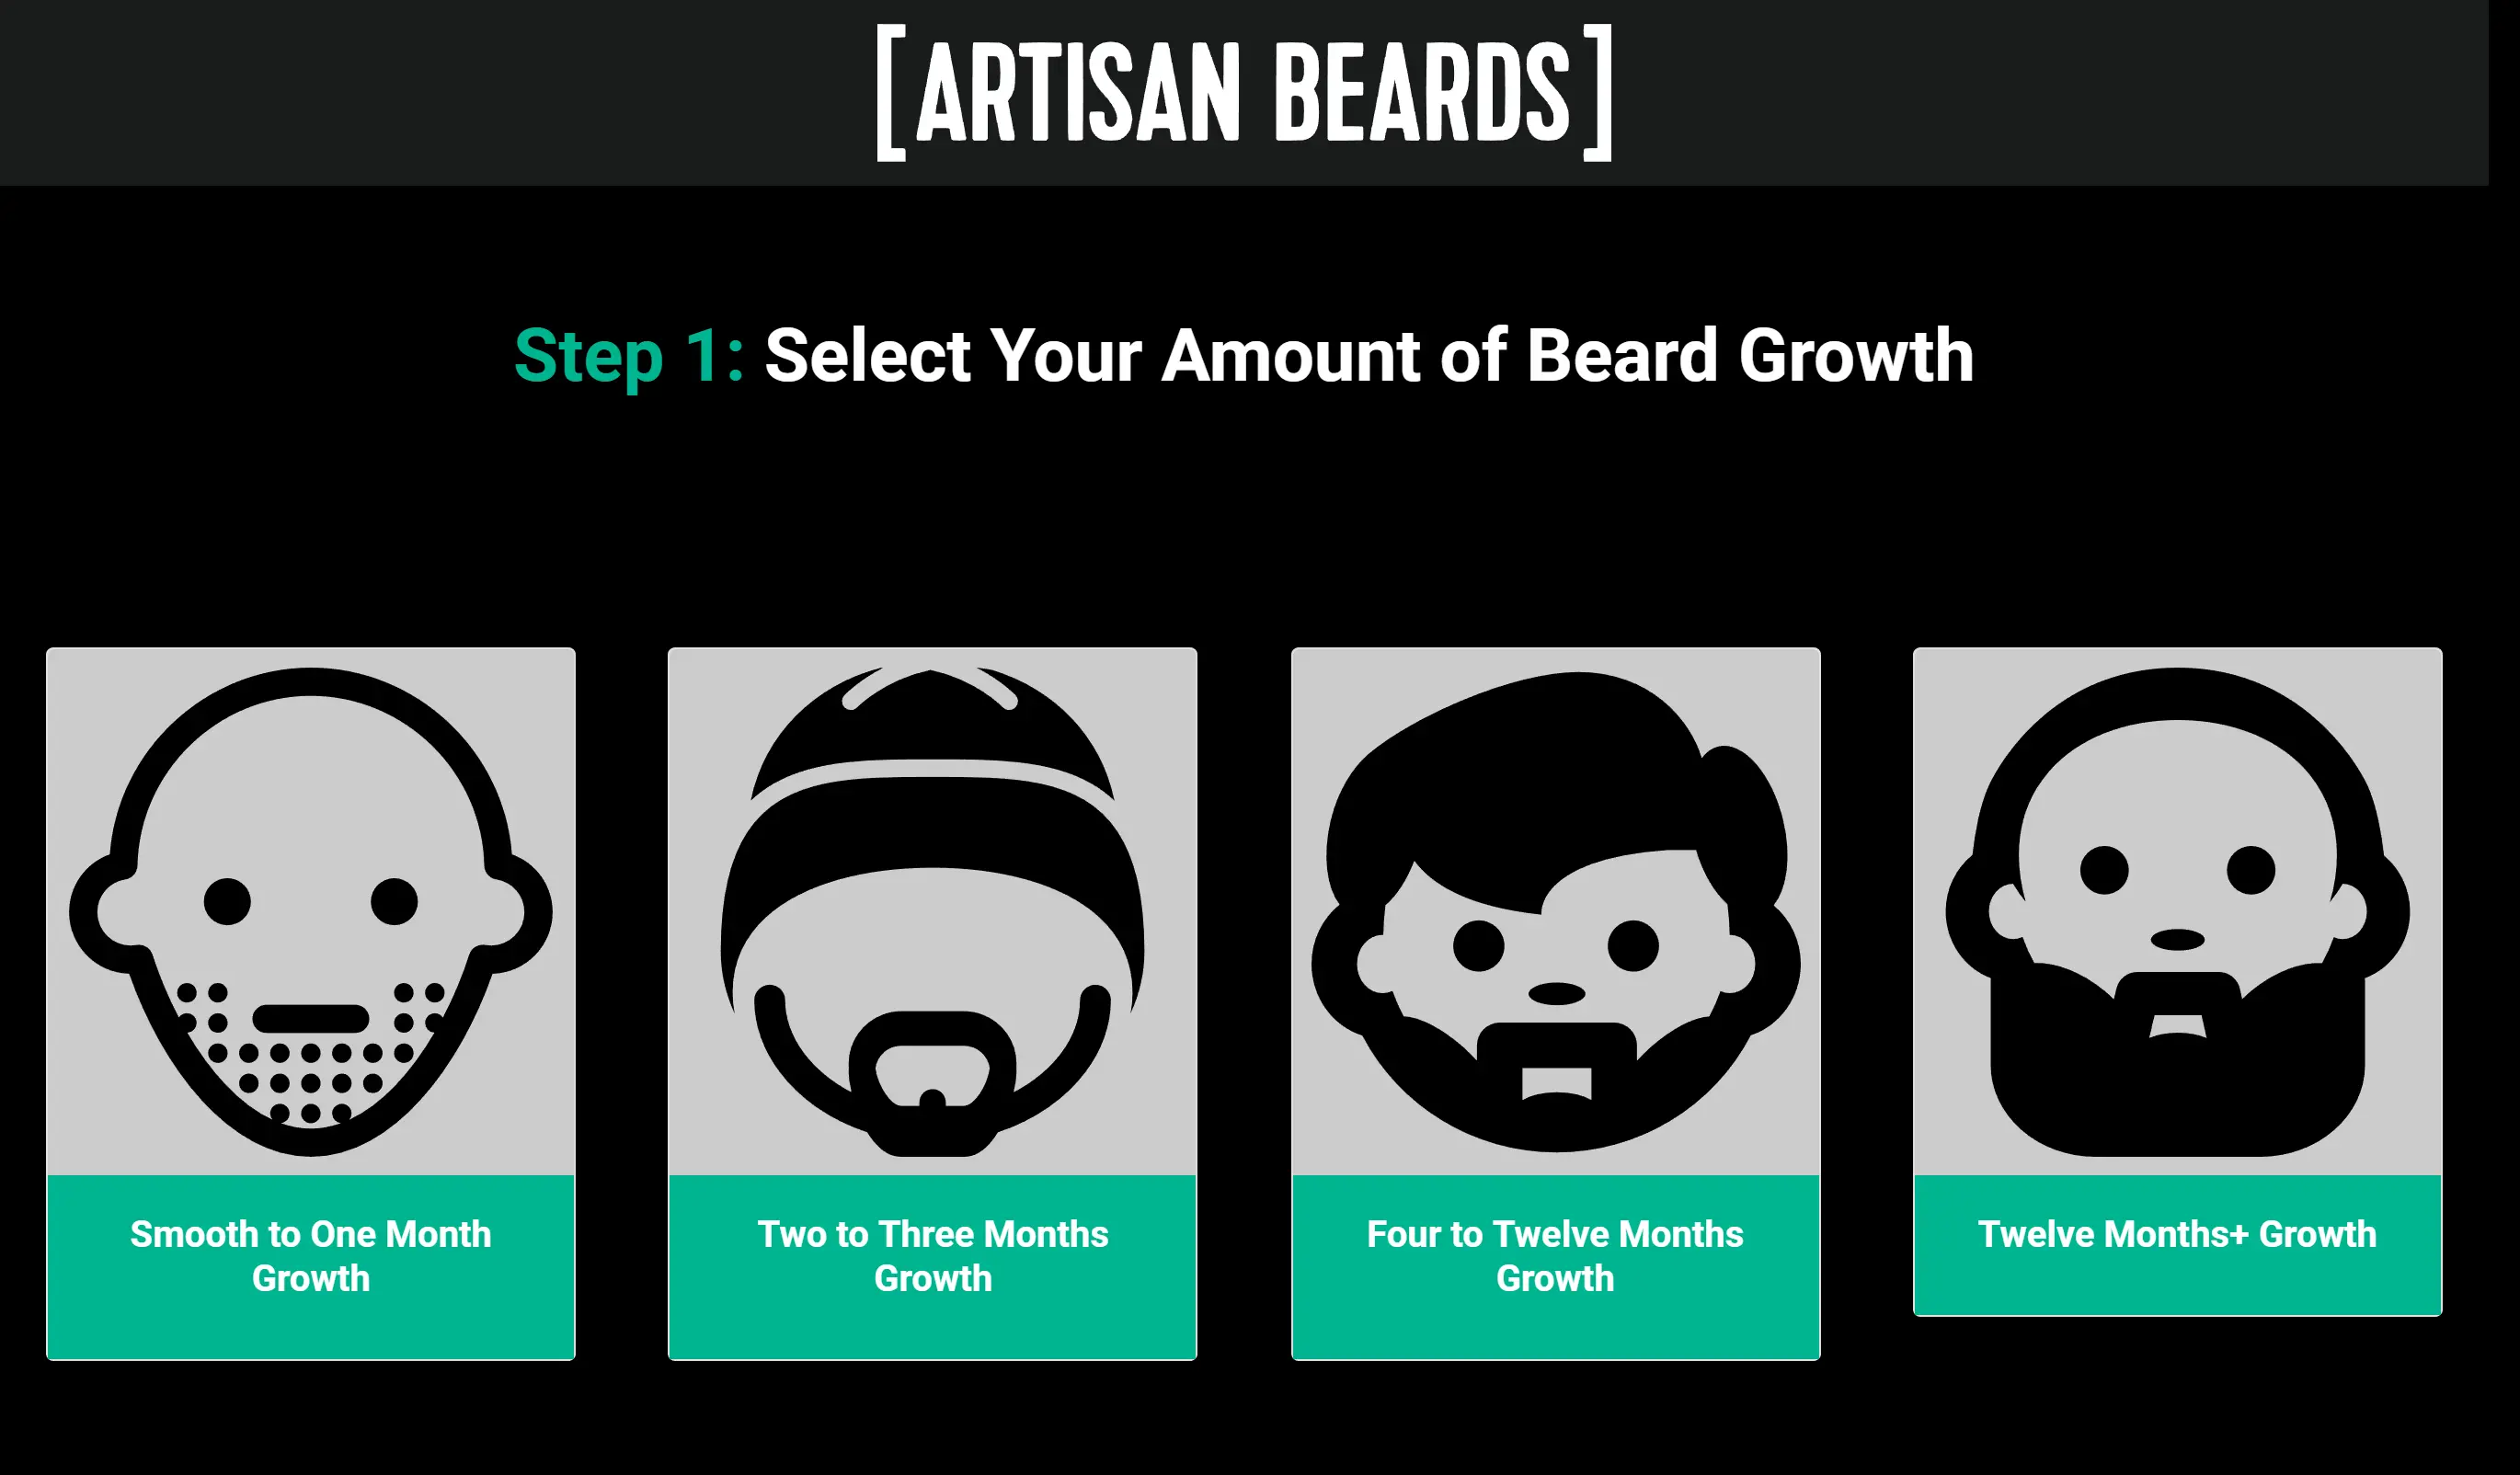 [ARTISAN BEARDS]
Step 1: Select Your Amount of Beard Growth
Smooth to One Month
Growth
Two to Three Months
Growth
Four to Twelve Months
Growth
Twelve Months+ Growth